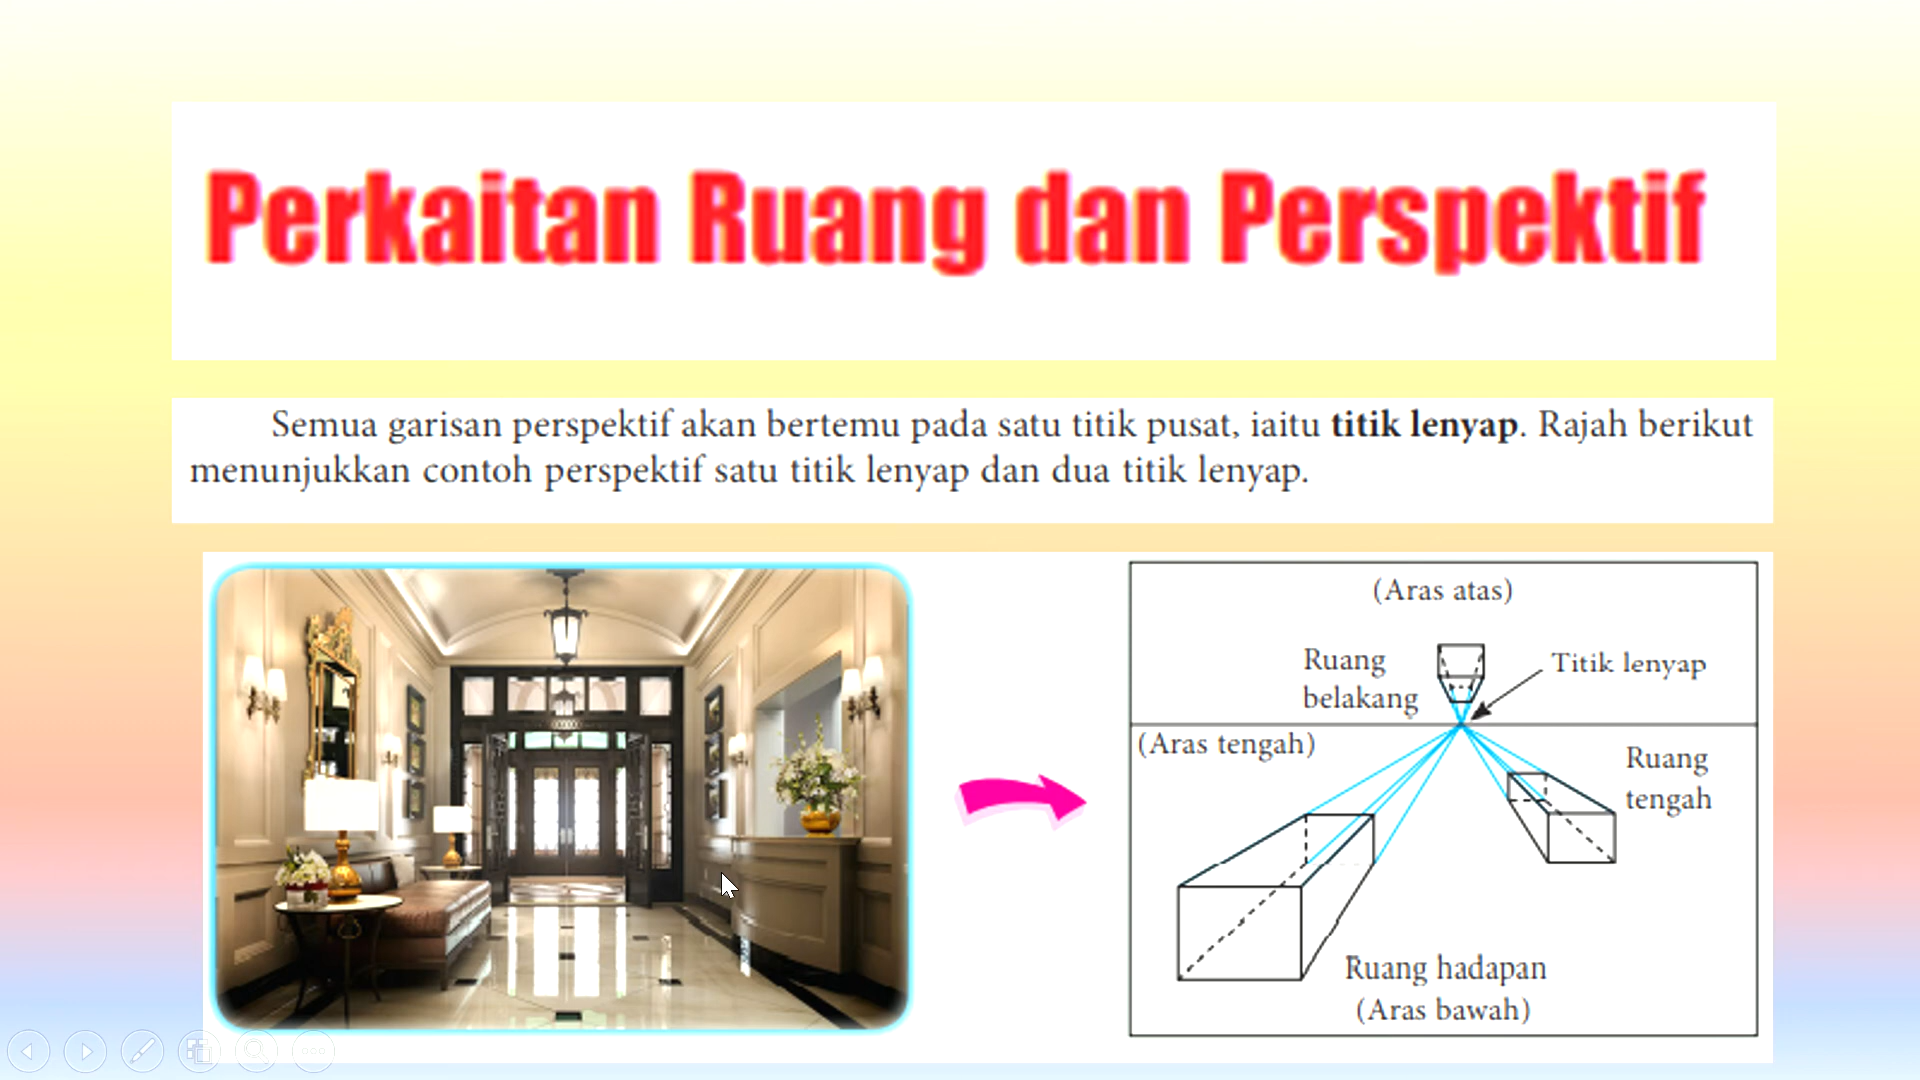 Perkaitan Ruang dan Perspektif
Semua garisan perspektif akan bertemu pada satu titik pusat, iaitu titik lenyap. Rajah berikut
menunjukkan contoh perspektif satu titik lenyap dan dua titik lenyap.
(Aras atas)
Ruang
belakang
Titik lenyap
(Aras tengah)
Ruang
tengah
Ruang hadapan
(Aras bawah)